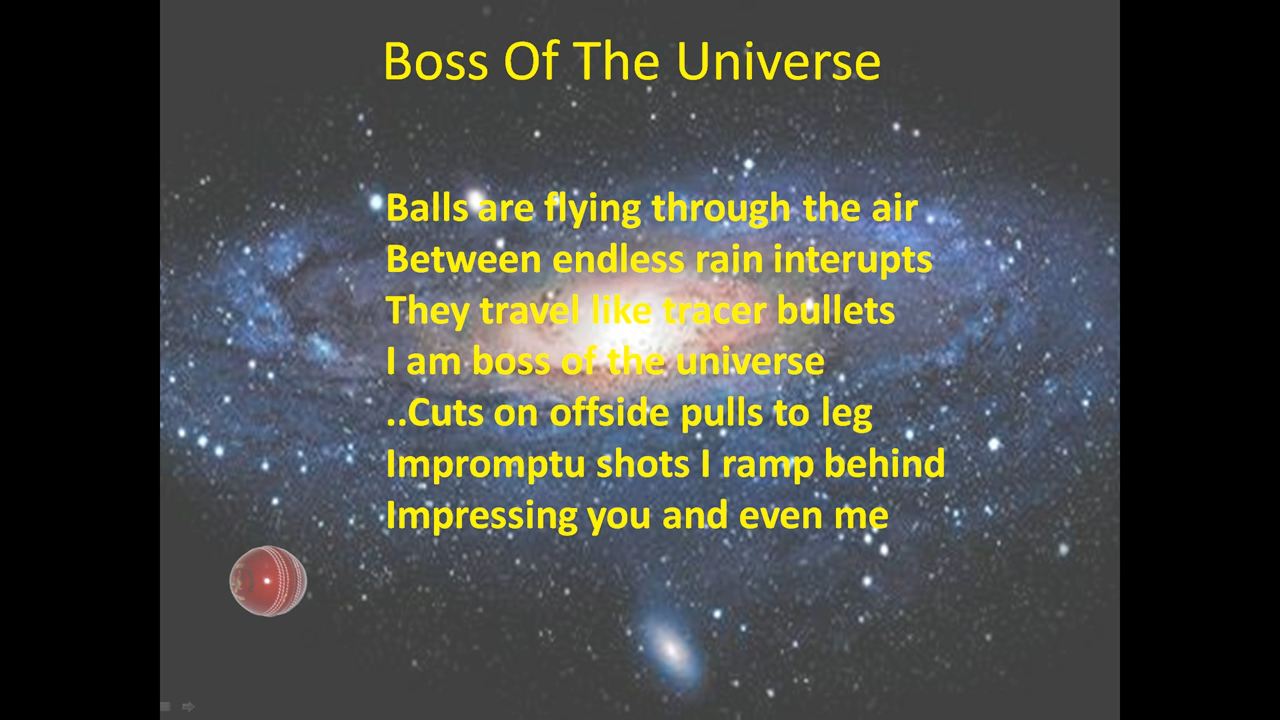 Boss Of The Universe
Balls are flying through the air
Between endless rain interupts
They travel like tracer bullets
I am boss of the universe
..Cuts on offside pulls to leg
Impromptu shots I ramp behind
Impressing you and even me